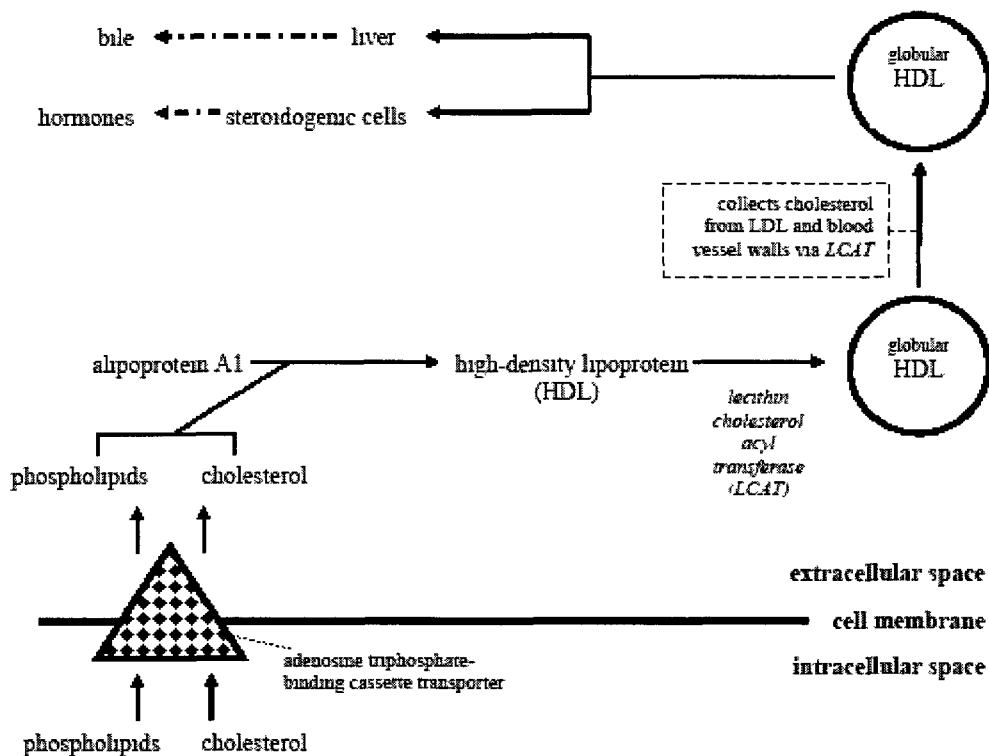 bile
liver
globular
HDL
hormones
steroidogenic cells
collects cholesterol
from LDL and blood
vessel walls via LCAT
alipoprotein A1
high-density lipoprotein
(HDL)
globular
HDL
lecithin
cholesterol
acyl
transferase
(LCAT)
phospholipids
cholesterol
extracellular space
cell membrane
intracellular space
adenosine triphosphate-
binding cassette transporter
phospholipids
cholesterol